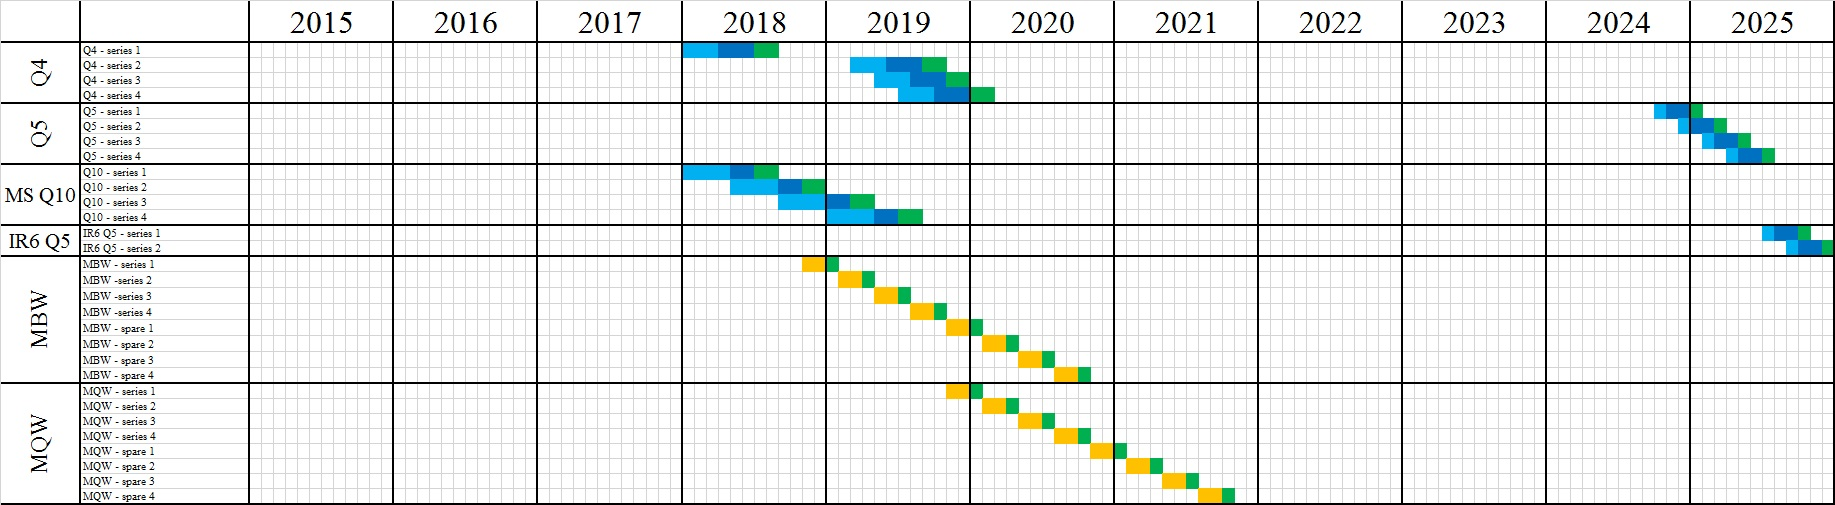 2015 2016 2017 2018 2019 2020 2021 2022 2023 2024 2025
Q4
Q4 - series 1
Q4 - series 2
Q4 - series 3
Q4 - series 4
Q5
Q5 - series 1
Q5 - series 2
Q5 - series 3
Q5 - series 4
MS Q10
Q10 - series 1
Q10 - series 2
Q10 - series 3
Q10 - series 4
IR6 Q5
IR6 Q5 - series 1
IR6 Q5 - series 2
MBW
MBW - series 1
MBW -series 2
MBW - series 3
MBW -series 4
MBW - spare 1
MBW - spare 2
MBW - spare 3
MBW - spare 4
MQW
MQW - series 1
MQW - series 2
MQW - series 3
MQW - series 4
MQW - spare 1
MQW - spare 2
MQW - spare 3
MQW - spare 4